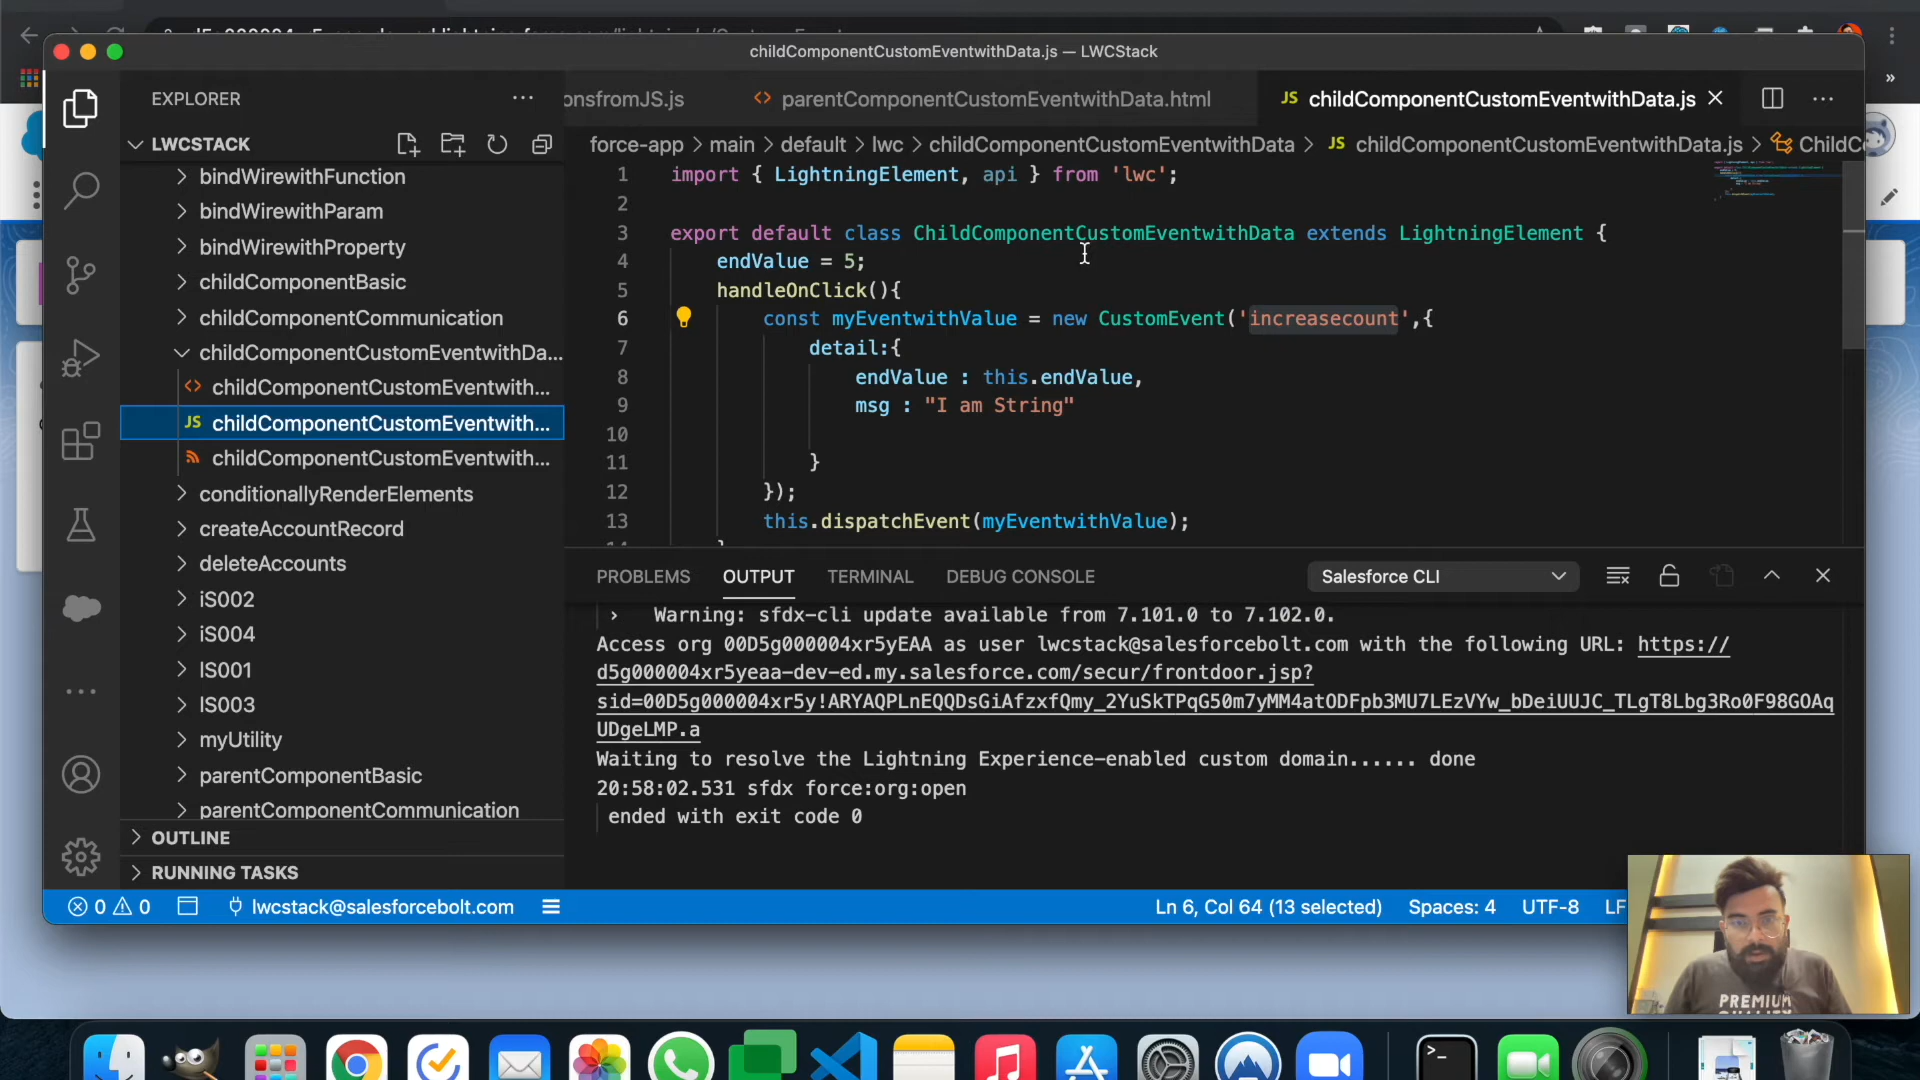 childComponentCustomEventwithData.js — LWCStack
EXPLORER
LWCSTACK
bindWirewithFunction
bindWirewithParam
bindWirewithProperty
childComponentBasic
childComponentCommunication
childComponentCustomEventwithDa...
childComponentCustomEventwith...
JS childComponentCustomEventwith...
childComponentCustomEventwith...
conditionallyRenderElements
createAccountRecord
deleteAccounts
iS002
iS004
IS001
IS003
myUtility
parentComponentBasic
parentComponentCommunication
OUTLINE
RUNNING TASKS
onsfromJS.js
parentComponentCustomEventwithData.html
JS childComponentCustomEventwithData.js
force-app > main > default > lwc > childComponentCustomEventwithData > JS childComponentCustomEventwithData.js > ChildCo
1 import { LightningElement, api } from 'lwc';
2
3 export default class ChildComponentCustomEventwithData extends LightningElement {
4 endValue = 5;
5 handleOnClick(){
6 const myEventwithValue = new CustomEvent('increasecount',{
7 detail:{
8 endValue : this.endValue,
9 msg : "I am String"
10
11 }
12 });
13 this.dispatchEvent(myEventwithValue);
PROBLEMS OUTPUT TERMINAL DEBUG CONSOLE
Salesforce CLI
› Warning: sfdx-cli update available from 7.101.0 to 7.102.0.
Access org 00D5g000004xr5yEAA as user lwcstack@salesforcebolt.com with the following URL: https://
d5g000004xr5yeaa-dev-ed.my.salesforce.com/secur/frontdoor.jsp?
sid=00D5g000004xr5y!ARYAQPLnEQQDsGiAfzxfQmy_2YuSkTPqG50m7yMM4atODFpb3MU7LEzVYw_bDeiUUJC_TLgT8Lbg3Ro0F98GOAq
UDgeLMP.a
Waiting to resolve the Lightning Experience-enabled custom domain...... done
20:58:02.531 sfdx force:org:open
ended with exit code 0
0 0
lwcstack@salesforcebolt.com
Ln 6, Col 64 (13 selected)
Spaces: 4
UTF-8
LF
PREMIUM